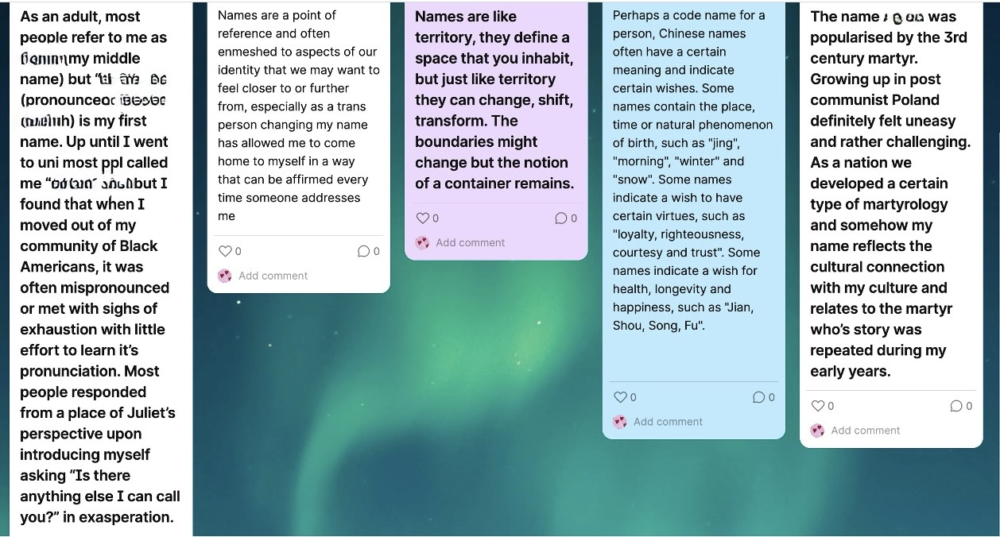 As an adult, most
people refer to me as
my middle
name) but
(pronounced
is my first
name. Up until I went
to uni most ppl called
me but I
found that when I
moved out of my
community of Black
Americans, it was
often mispronounced
or met with sighs of
exhaustion with little
effort to learn it’s
pronunciation. Most
people responded
from a place of Juliet’s
perspective upon
introducing myself
asking “Is there
anything else I can call
you?” in exasperation.
Names are a point of
reference and often
enmeshed to aspects of our
identity that we may want to
feel closer to or further
from, especially as a trans
person changing my name
has allowed me to come
home to myself in a way
that can be affirmed every
time someone addresses
me
0 0
Add comment
Names are like
territory, they define a
space that you inhabit,
but just like territory
they can change, shift,
transform. The
boundaries might
change but the notion
of a container remains.
0 0
Add comment
Perhaps a code name for a
person, Chinese names
often have a certain
meaning and indicate
certain wishes. Some
names contain the place,
time or natural phenomenon
of birth, such as "jing",
"morning", "winter" and
"snow". Some names
indicate a wish to have
certain virtues, such as
"loyalty, righteousness,
courtesy and trust". Some
names indicate a wish for
health, longevity and
happiness, such as "Jian,
Shou, Song, Fu".
0 0
Add comment
The name was
popularised by the 3rd
century martyr.
Growing up in post
communist Poland
definitely felt uneasy
and rather challenging.
As a nation we
developed a certain
type of martyrology
and somehow my
name reflects the
cultural connection
with my culture and
relates to the martyr
who’s story was
repeated during my
early years.
0 0
Add comment